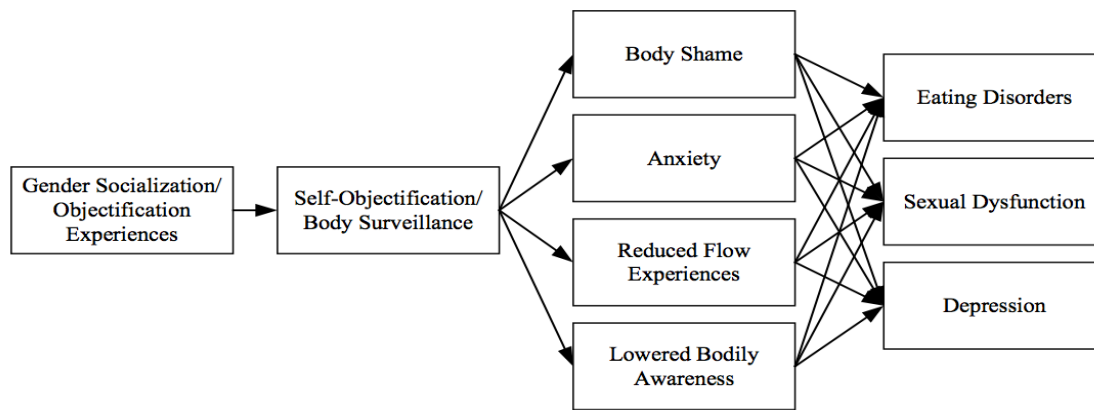 Gender Socialization/
Objectification
Experiences
Self-Objectification/
Body Surveillance
Body Shame
Anxiety
Reduced Flow
Experiences
Lowered Bodily
Awareness
Eating Disorders
Sexual Dysfunction
Depression